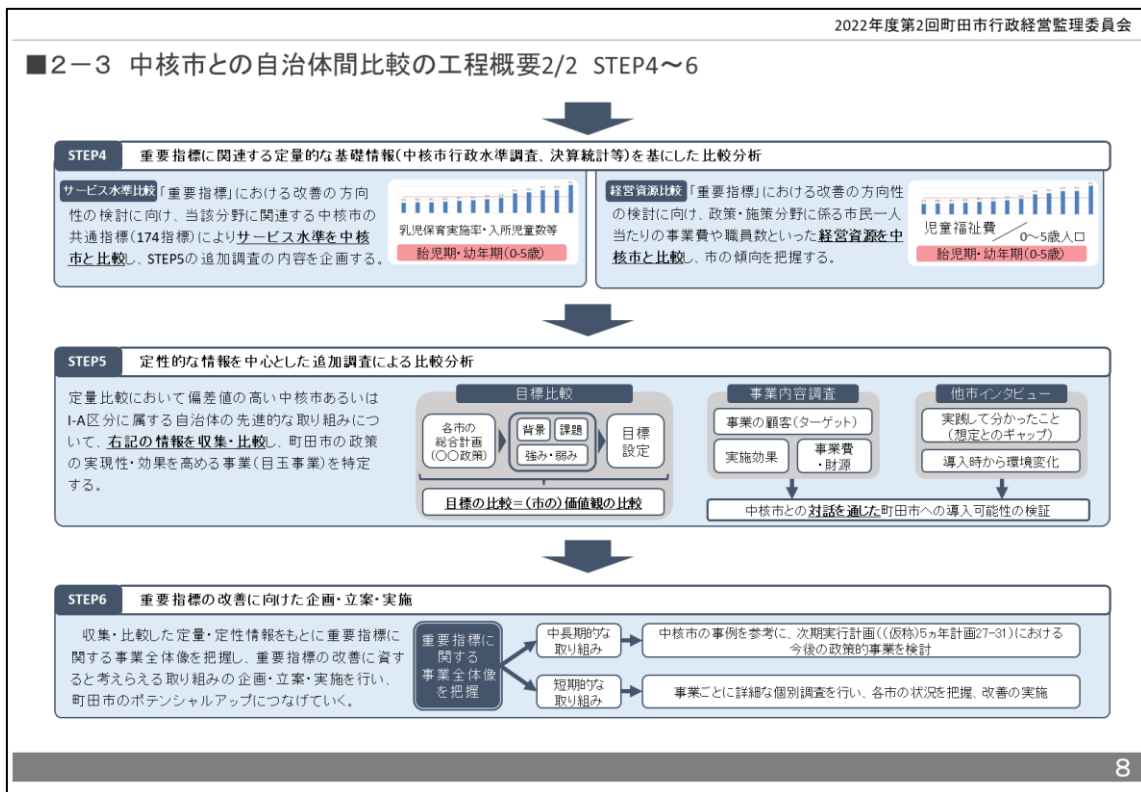 2022年度第2回町田市行政経営監理委員会
■2－3 中核市との自治体間比較の工程概要2/2 STEP4～6
STEP4 重要指標に関連する定量的な基礎情報(中核市行政水準調査、決算統計等)を基にした比較分析
サービス水準比較「重要指標」における改善の方向
性の検討に向け、当該分野に関連する中核市の
共通指標(174指標)によりサービス水準を中核
市と比較し、STEP5の追加調査の内容を企画する。
乳児保育実施率・入所児童数等
胎児期・幼年期(0-5歳)
経営資源比較「重要指標」における改善の方向性
の検討に向け、政策・施策分野に係る市民一人
当たりの事業費や職員数といった経営資源を中
核市と比較し、市の傾向を把握する。
児童福祉費／0～5歳人口
胎児期・幼年期(0-5歳)
STEP5 定性的な情報を中心とした追加調査による比較分析
定量比較において偏差値の高い中核市あるいは
I-A区分に属する自治体の先進的な取り組みにつ
いて、右記の情報を収集・比較し、町田市の政策
の実現性・効果を高める事業(目玉事業)を特定
する。
目標比較
各市の
総合計画
(〇〇政策)
背景 課題
強み・弱み
目標
設定
目標の比較=(市の)価値観の比較
事業内容調査
事業の顧客(ターゲット)
実施効果
事業費
・財源
他市インタビュー
実践して分かったこと
(想定とのギャップ)
導入時から環境変化
中核市との対話を通じた町田市への導入可能性の検証
STEP6 重要指標の改善に向けた企画・立案・実施
収集・比較した定量・定性情報をもとに重要指標に
関する事業全体像を把握し、重要指標の改善に資す
ると考えらえる取り組みの企画・立案・実施を行い、
町田市のポテンシャルアップにつなげていく。
重要指標に
関する
事業全体像
を把握
中長期的な
取り組み
中核市の事例を参考に、次期実行計画((仮称)5ヵ年計画27-31)における
今後の政策的事業を検討
短期的な
取り組み
事業ごとに詳細な個別調査を行い、各市の状況を把握、改善の実施
8